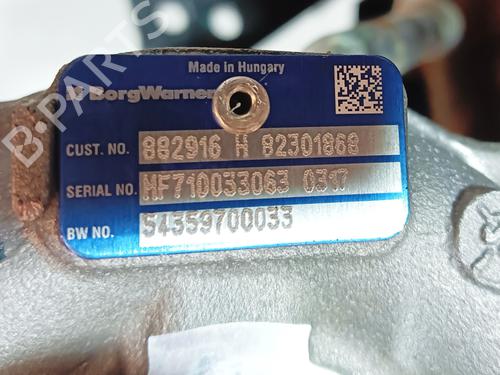 Made in Hungary
BorgWarner
CUST. NO. 882916 H 82301868
SERIAL NO. MF710033063 0317
BW NO. 54359700033
B-PARTS